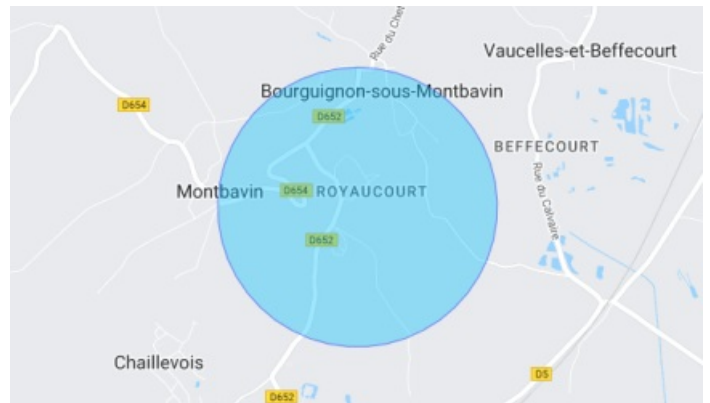 Rue du Chef
Vaucelles-et-Beffecourt
Bourguignon-sous-Montbavin
D654
D652
BEFFECOURT
Montbavin
D654
ROYAUCOURT
Rue du Calvaire
D652
Chaillevois
D5
D652